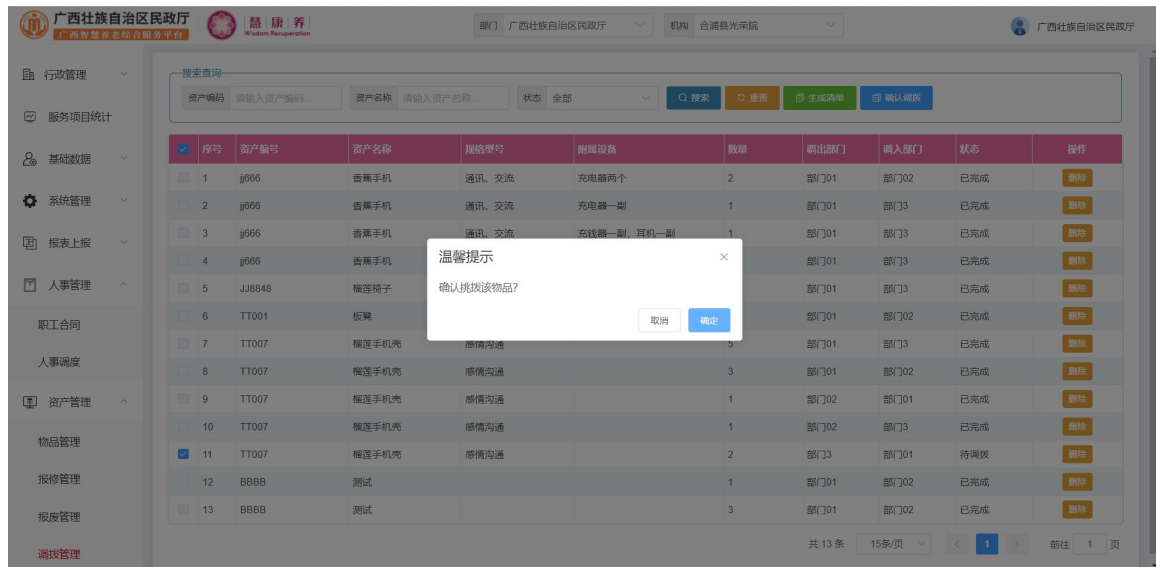 广西壮族自治区民政厅
广西智慧养老综合服务平台
慧 康 养
Wisdom Recuperation
部门 广西壮族自治区民政厅 机构 合浦县光荣院 广西壮族自治区民政厅
行政管理
服务项目统计
基础数据
系统管理
报表上报
人事管理
职工合同
人事调度
资产管理
物品管理
报修管理
报废管理
调拨管理
搜索查询
资产编码 请输入资产编码... 资产名称 请输入资产名称... 状态 全部 搜索 重置 生成清单 确认调拨
序号 资产编号 资产名称 规格型号 附属设备 数量 调出部门 调入部门 状态 操作
1 jj666 香蕉手机 通讯、交流 充电器两个 2 部门01 部门02 已完成 删除
2 jj666 香蕉手机 通讯、交流 充电器一副 1 部门01 部门3 已完成 删除
3 jj666 香蕉手机 通讯、交流 充钱器一副，耳机一副 1 部门01 部门3 已完成 删除
4 jj666 香蕉手机 部门01 部门3 已完成 删除
5 JJ8848 榴莲椅子 部门01 部门3 已完成 删除
6 TT001 板凳 部门01 部门02 已完成 删除
7 TT007 榴莲手机壳 感情沟通 5 部门01 部门3 已完成 删除
8 TT007 榴莲手机壳 感情沟通 3 部门01 部门02 已完成 删除
9 TT007 榴莲手机壳 感情沟通 1 部门02 部门01 已完成 删除
10 TT007 榴莲手机壳 感情沟通 1 部门02 部门3 已完成 删除
11 TT007 榴莲手机壳 感情沟通 2 部门3 部门01 待调拨 删除
12 BBBB 测试 1 部门01 部门02 已完成 删除
13 BBBB 测试 3 部门01 部门02 已完成 删除
温馨提示
确认挑拨该物品?
取消 确定
共 13 条 15条/页 1 前往 1 页